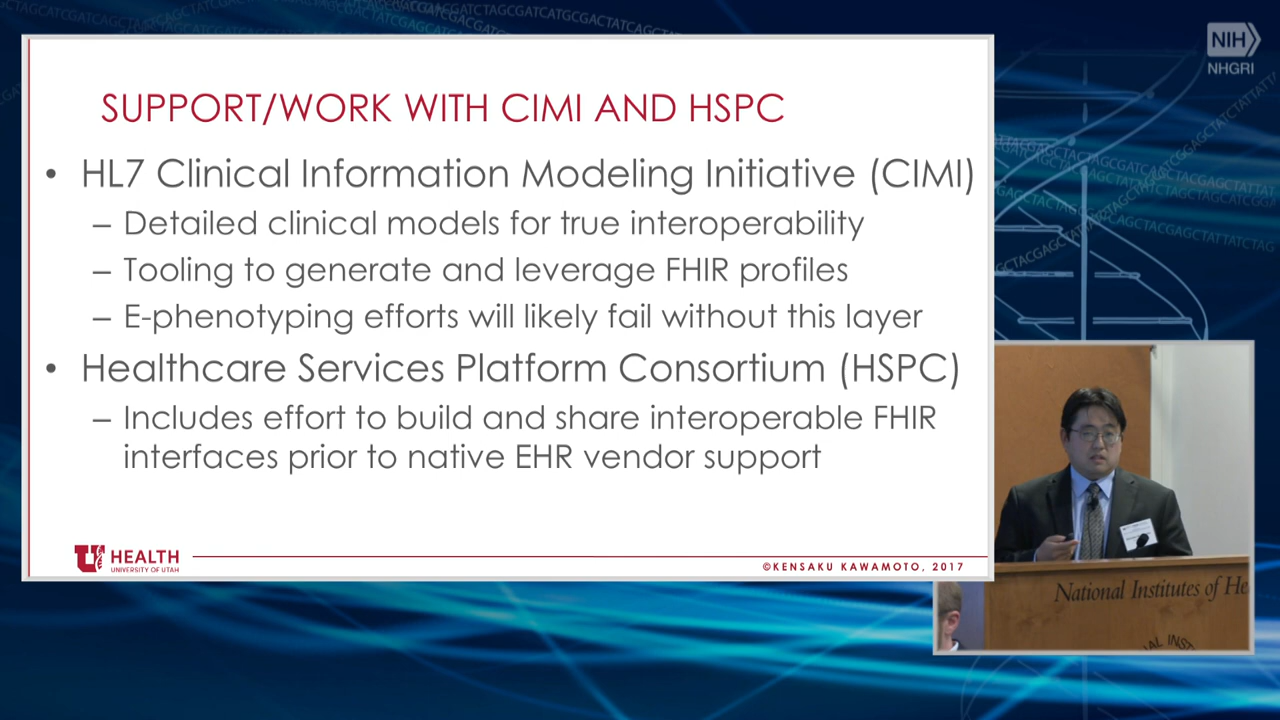 NIH
NHGRI
SUPPORT/WORK WITH CIMI AND HSPC
• HL7 Clinical Information Modeling Initiative (CIMI)
– Detailed clinical models for true interoperability
– Tooling to generate and leverage FHIR profiles
– E-phenotyping efforts will likely fail without this layer
• Healthcare Services Platform Consortium (HSPC)
– Includes effort to build and share interoperable FHIR
interfaces prior to native EHR vendor support
U HEALTH
UNIVERSITY OF UTAH
©KENSAKU KAWAMOTO, 2017
National Institutes of He
AL INST